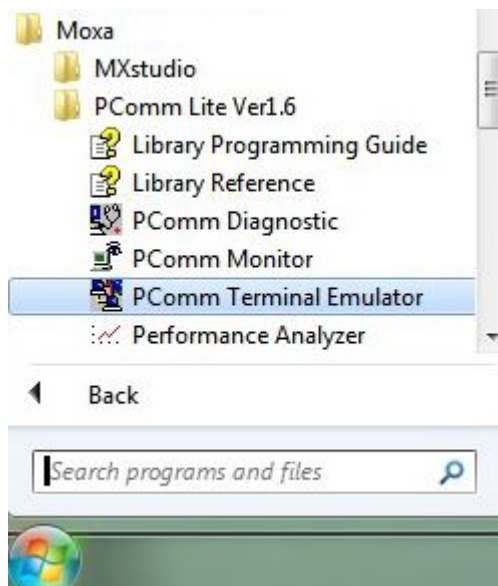 Moxa
MXstudio
PComm Lite Ver1.6
Library Programming Guide
Library Reference
PComm Diagnostic
PComm Monitor
PComm Terminal Emulator
Performance Analyzer
Back
Search programs and files